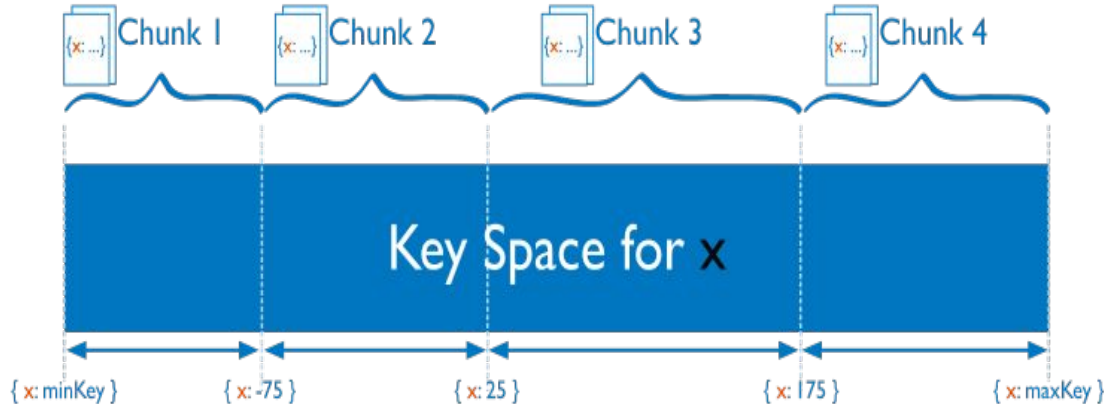 {x: ...} Chunk 1 {x: ...} Chunk 2 {x: ...} Chunk 3 {x: ...} Chunk 4
Key Space for x
{ x: minKey } { x: -75 } { x: 25 } { x: 175 } { x: maxKey }